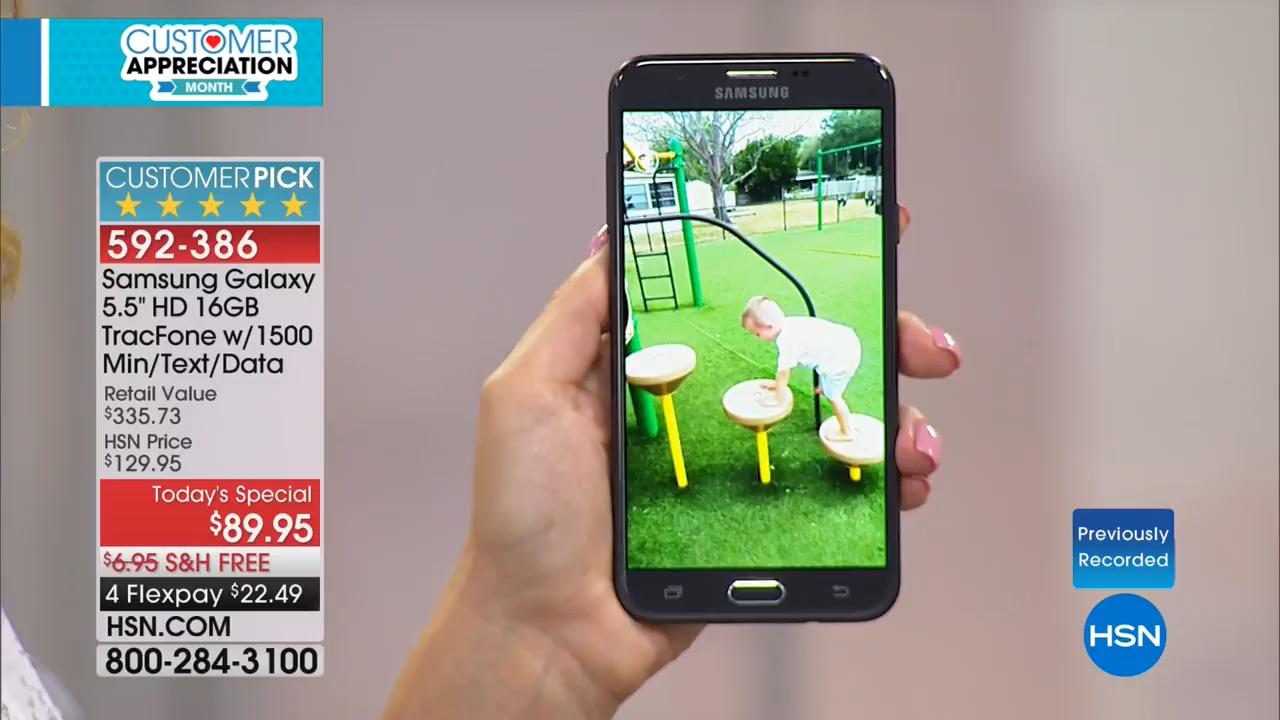 CUSTOMER
APPRECIATION
MONTH
CUSTOMER PICK
592-386
Samsung Galaxy
5.5" HD 16GB
TracFone w/1500
Min/Text/Data
Retail Value
$335.73
HSN Price
$129.95
Today's Special
$89.95
$6.95 S&H FREE
4 Flexpay $22.49
HSN.COM
800-284-3100
SAMSUNG
Previously
Recorded
HSN